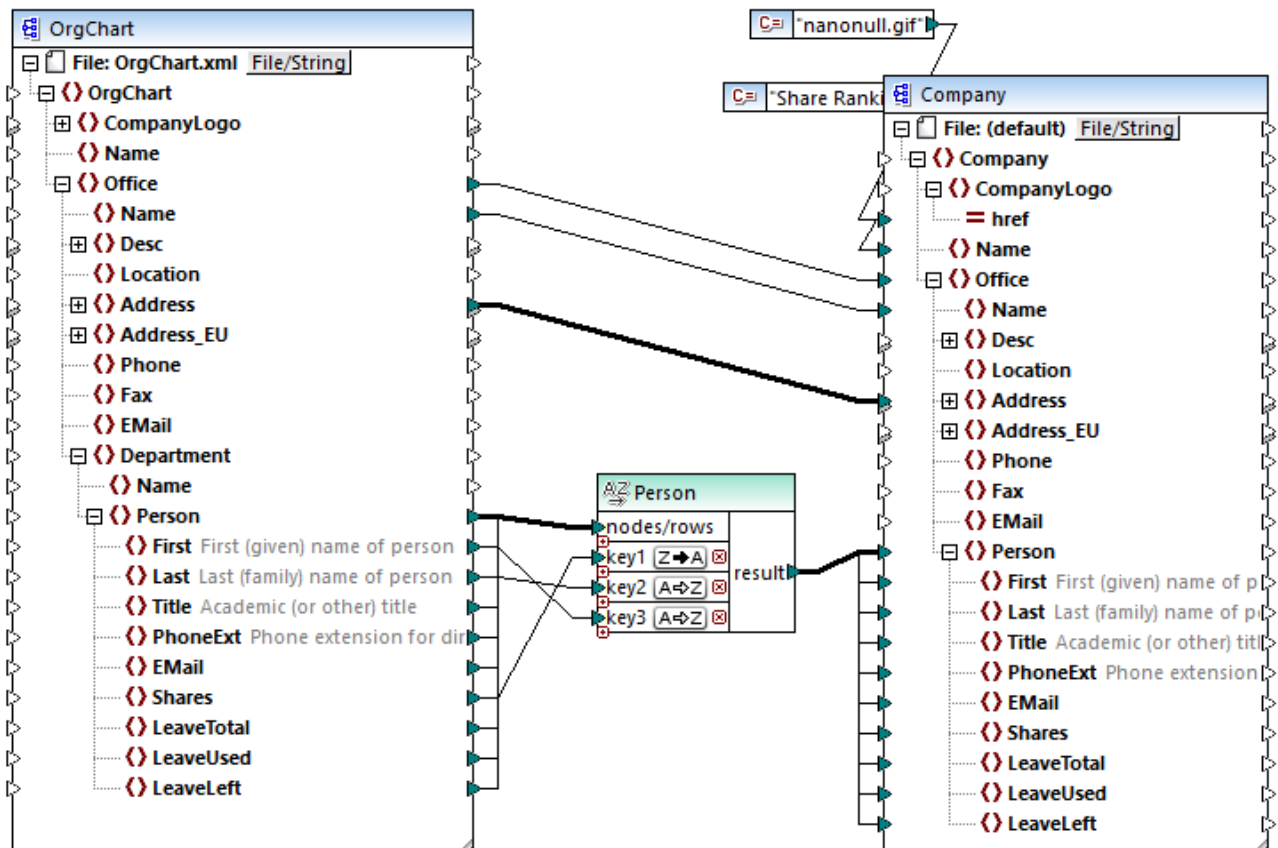 OrgChart
File: OrgChart.xml File/String
OrgChart
CompanyLogo
Name
Office
Name
Desc
Location
Address
Address_EU
Phone
Fax
EMail
Department
Name
Person
First First (given) name of person
Last Last (family) name of person
Title Academic (or other) title
PhoneExt Phone extension for dir
EMail
Shares
LeaveTotal
LeaveUsed
LeaveLeft
C= "nanonull.gif"
C= "Share Ranki
AZ Person
nodes/rows
key1 Z➡A
key2 A⇨Z
key3 A⇨Z
result
Company
File: (default) File/String
Company
CompanyLogo
= href
Name
Office
Name
Desc
Location
Address
Address_EU
Phone
Fax
EMail
Person
First First (given) name of p
Last Last (family) name of p
Title Academic (or other) titl
PhoneExt Phone extension
EMail
Shares
LeaveTotal
LeaveUsed
LeaveLeft